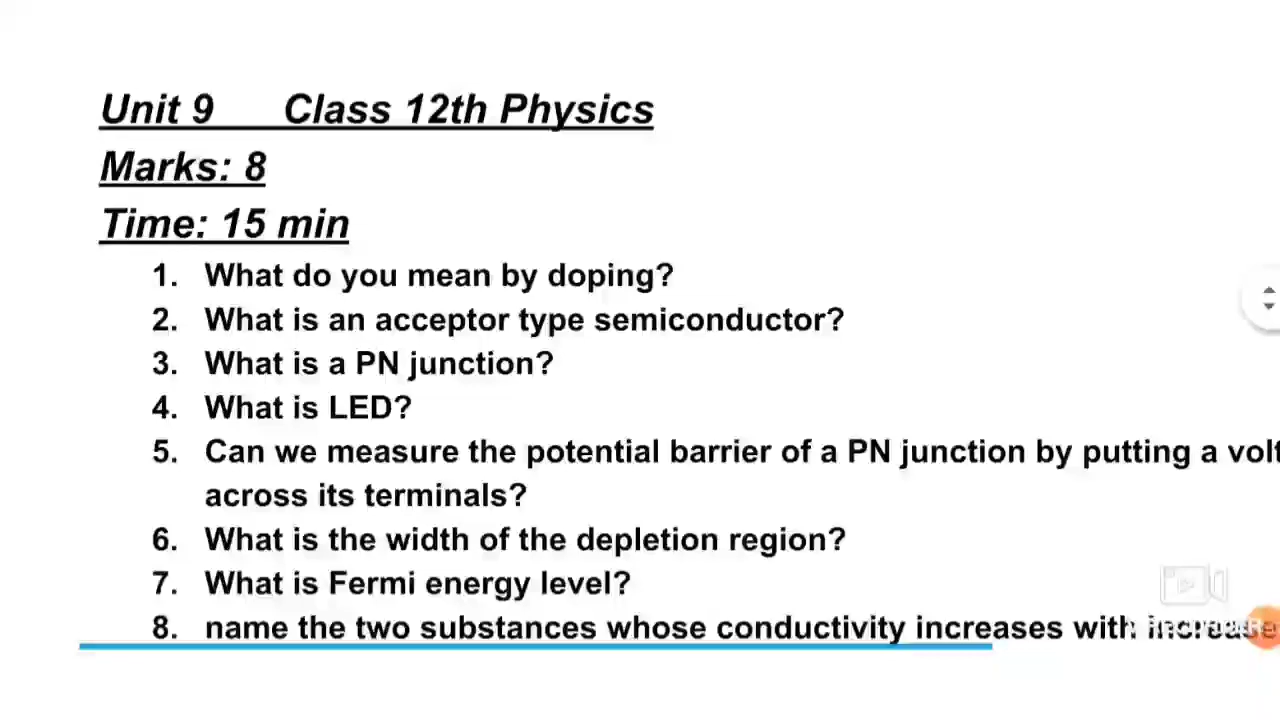 Unit 9 Class 12th Physics
Marks: 8
Time: 15 min
1. What do you mean by doping?
2. What is an acceptor type semiconductor?
3. What is a PN junction?
4. What is LED?
5. Can we measure the potential barrier of a PN junction by putting a volt
across its terminals?
6. What is the width of the depletion region?
7. What is Fermi energy level?
8. name the two substances whose conductivity increases with increase